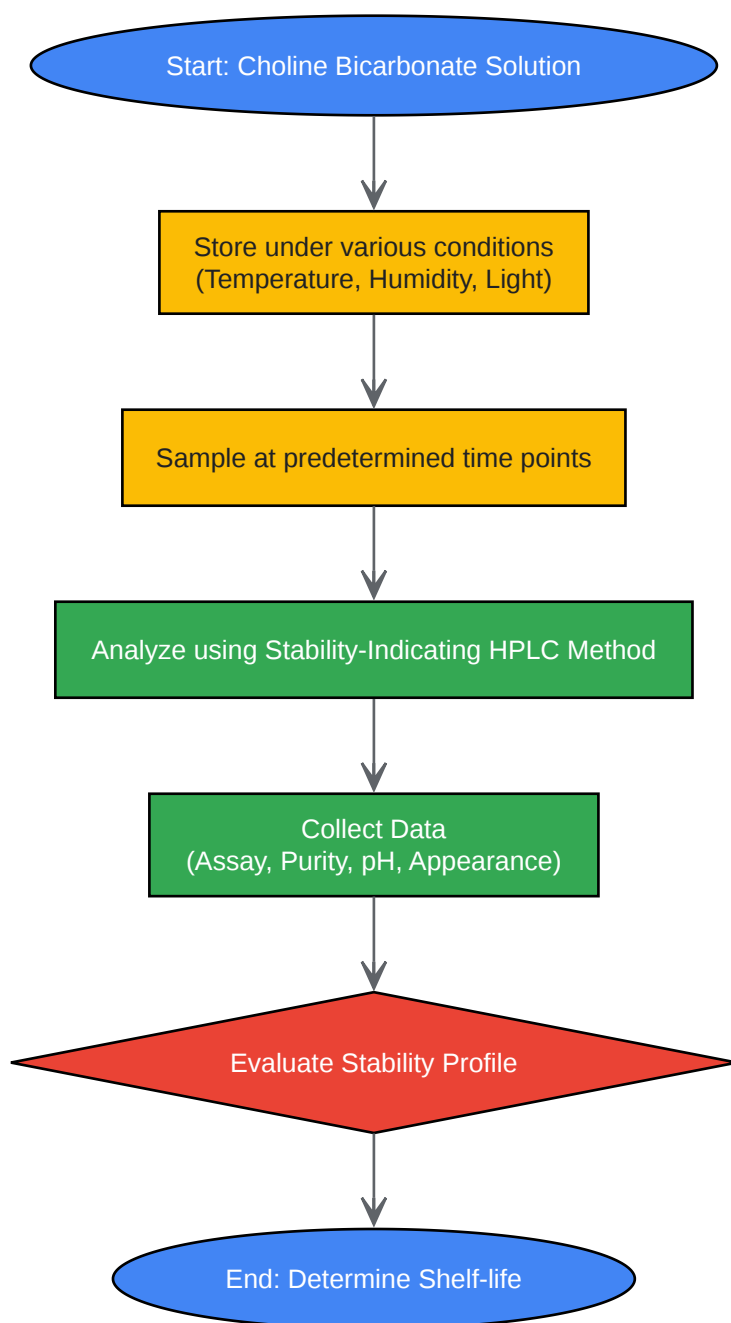 Start: Choline Bicarbonate Solution
Store under various conditions
(Temperature, Humidity, Light)
Sample at predetermined time points
Analyze using Stability-Indicating HPLC Method
Collect Data
(Assay, Purity, pH, Appearance)
Evaluate Stability Profile
End: Determine Shelf-life